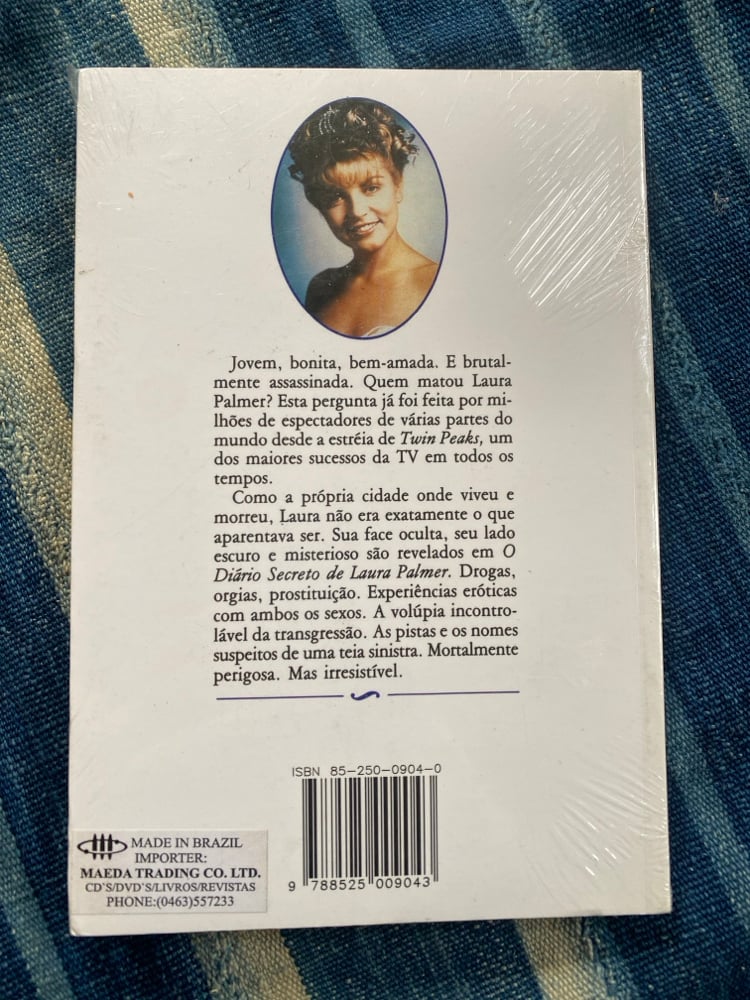 Jovem, bonita, bem-amada. E brutal-
mente assassinada. Quem matou Laura
Palmer? Esta pergunta já foi feita por mi-
lhões de espectadores de várias partes do
mundo desde a estréia de Twin Peaks, um
dos maiores sucessos da TV em todos os
tempos.
Como a própria cidade onde viveu e
morreu, Laura não era exatamente o que
aparentava ser. Sua face oculta, seu lado
escuro e misterioso são revelados em O
Diário Secreto de Laura Palmer. Drogas,
orgias, prostituição. Experiências eróticas
com ambos os sexos. A volúpia incontro-
lável da transgressão. As pistas e os nomes
suspeitos de uma teia sinistra. Mortalmente
perigosa. Mas irresistível.
ISBN 85-250-0904-0
9 788525 009043
MADE IN BRAZIL
IMPORTER:
MAEDA TRADING CO. LTD.
CD`S/DVD`S/LIVROS/REVISTAS
PHONE:(0463)557233